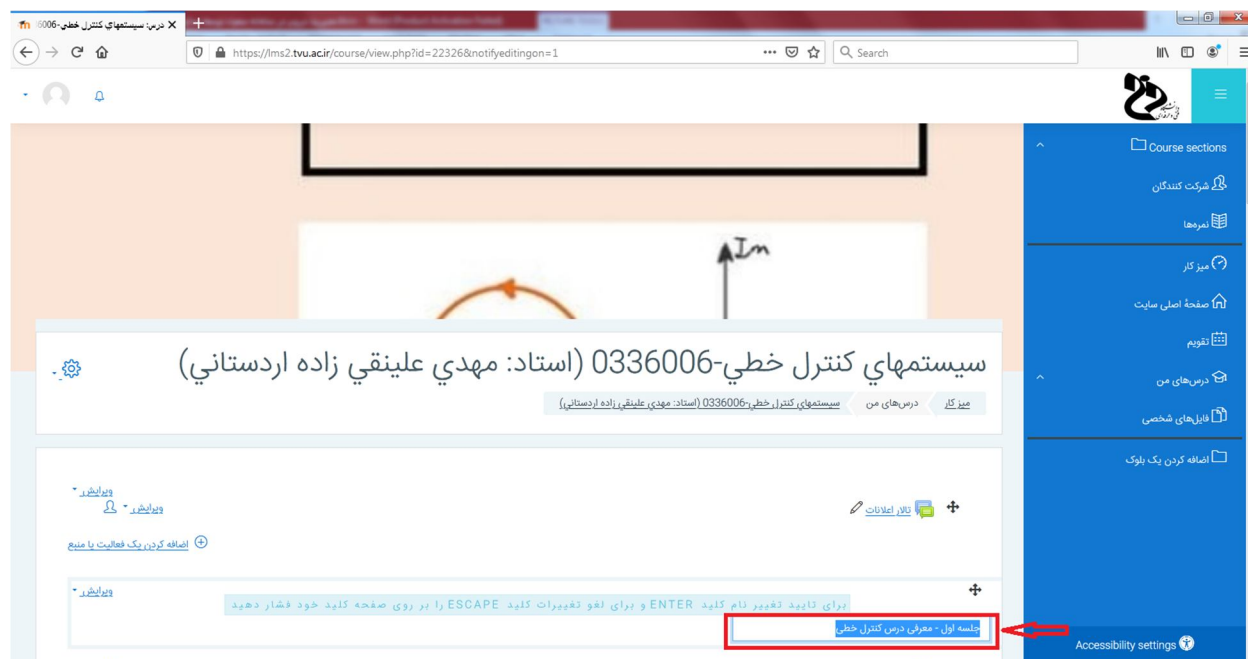 درس: سیستمهاي کنترل خطي-0336006
https://lms2.tvu.ac.ir/course/view.php?id=22326&notifyeditingon=1
Search
Course sections
شرکت کنندگان
نمره‌ها
میز کار
صفحهٔ اصلی سایت
تقویم
درس‌های من
فایل‌های شخصی
اضافه کردن یک بلوک
Accessibility settings
Im
سیستمهاي کنترل خطي-0336006 (استاد: مهدي علینقي زاده اردستاني)
میز کار
درس‌های من
سیستمهاي کنترل خطي-0336006 (استاد: مهدي علینقي زاده اردستاني)
ویرایش
تالار اعلانات
ویرایش
اضافه کردن یک فعالیت یا منبع
ویرایش
برای تایید تغییر نام کلید ENTER و برای لغو تغییرات کلید ESCAPE را بر روی صفحه کلید خود فشار دهید
جلسه اول - معرفی درس کنترل خطی